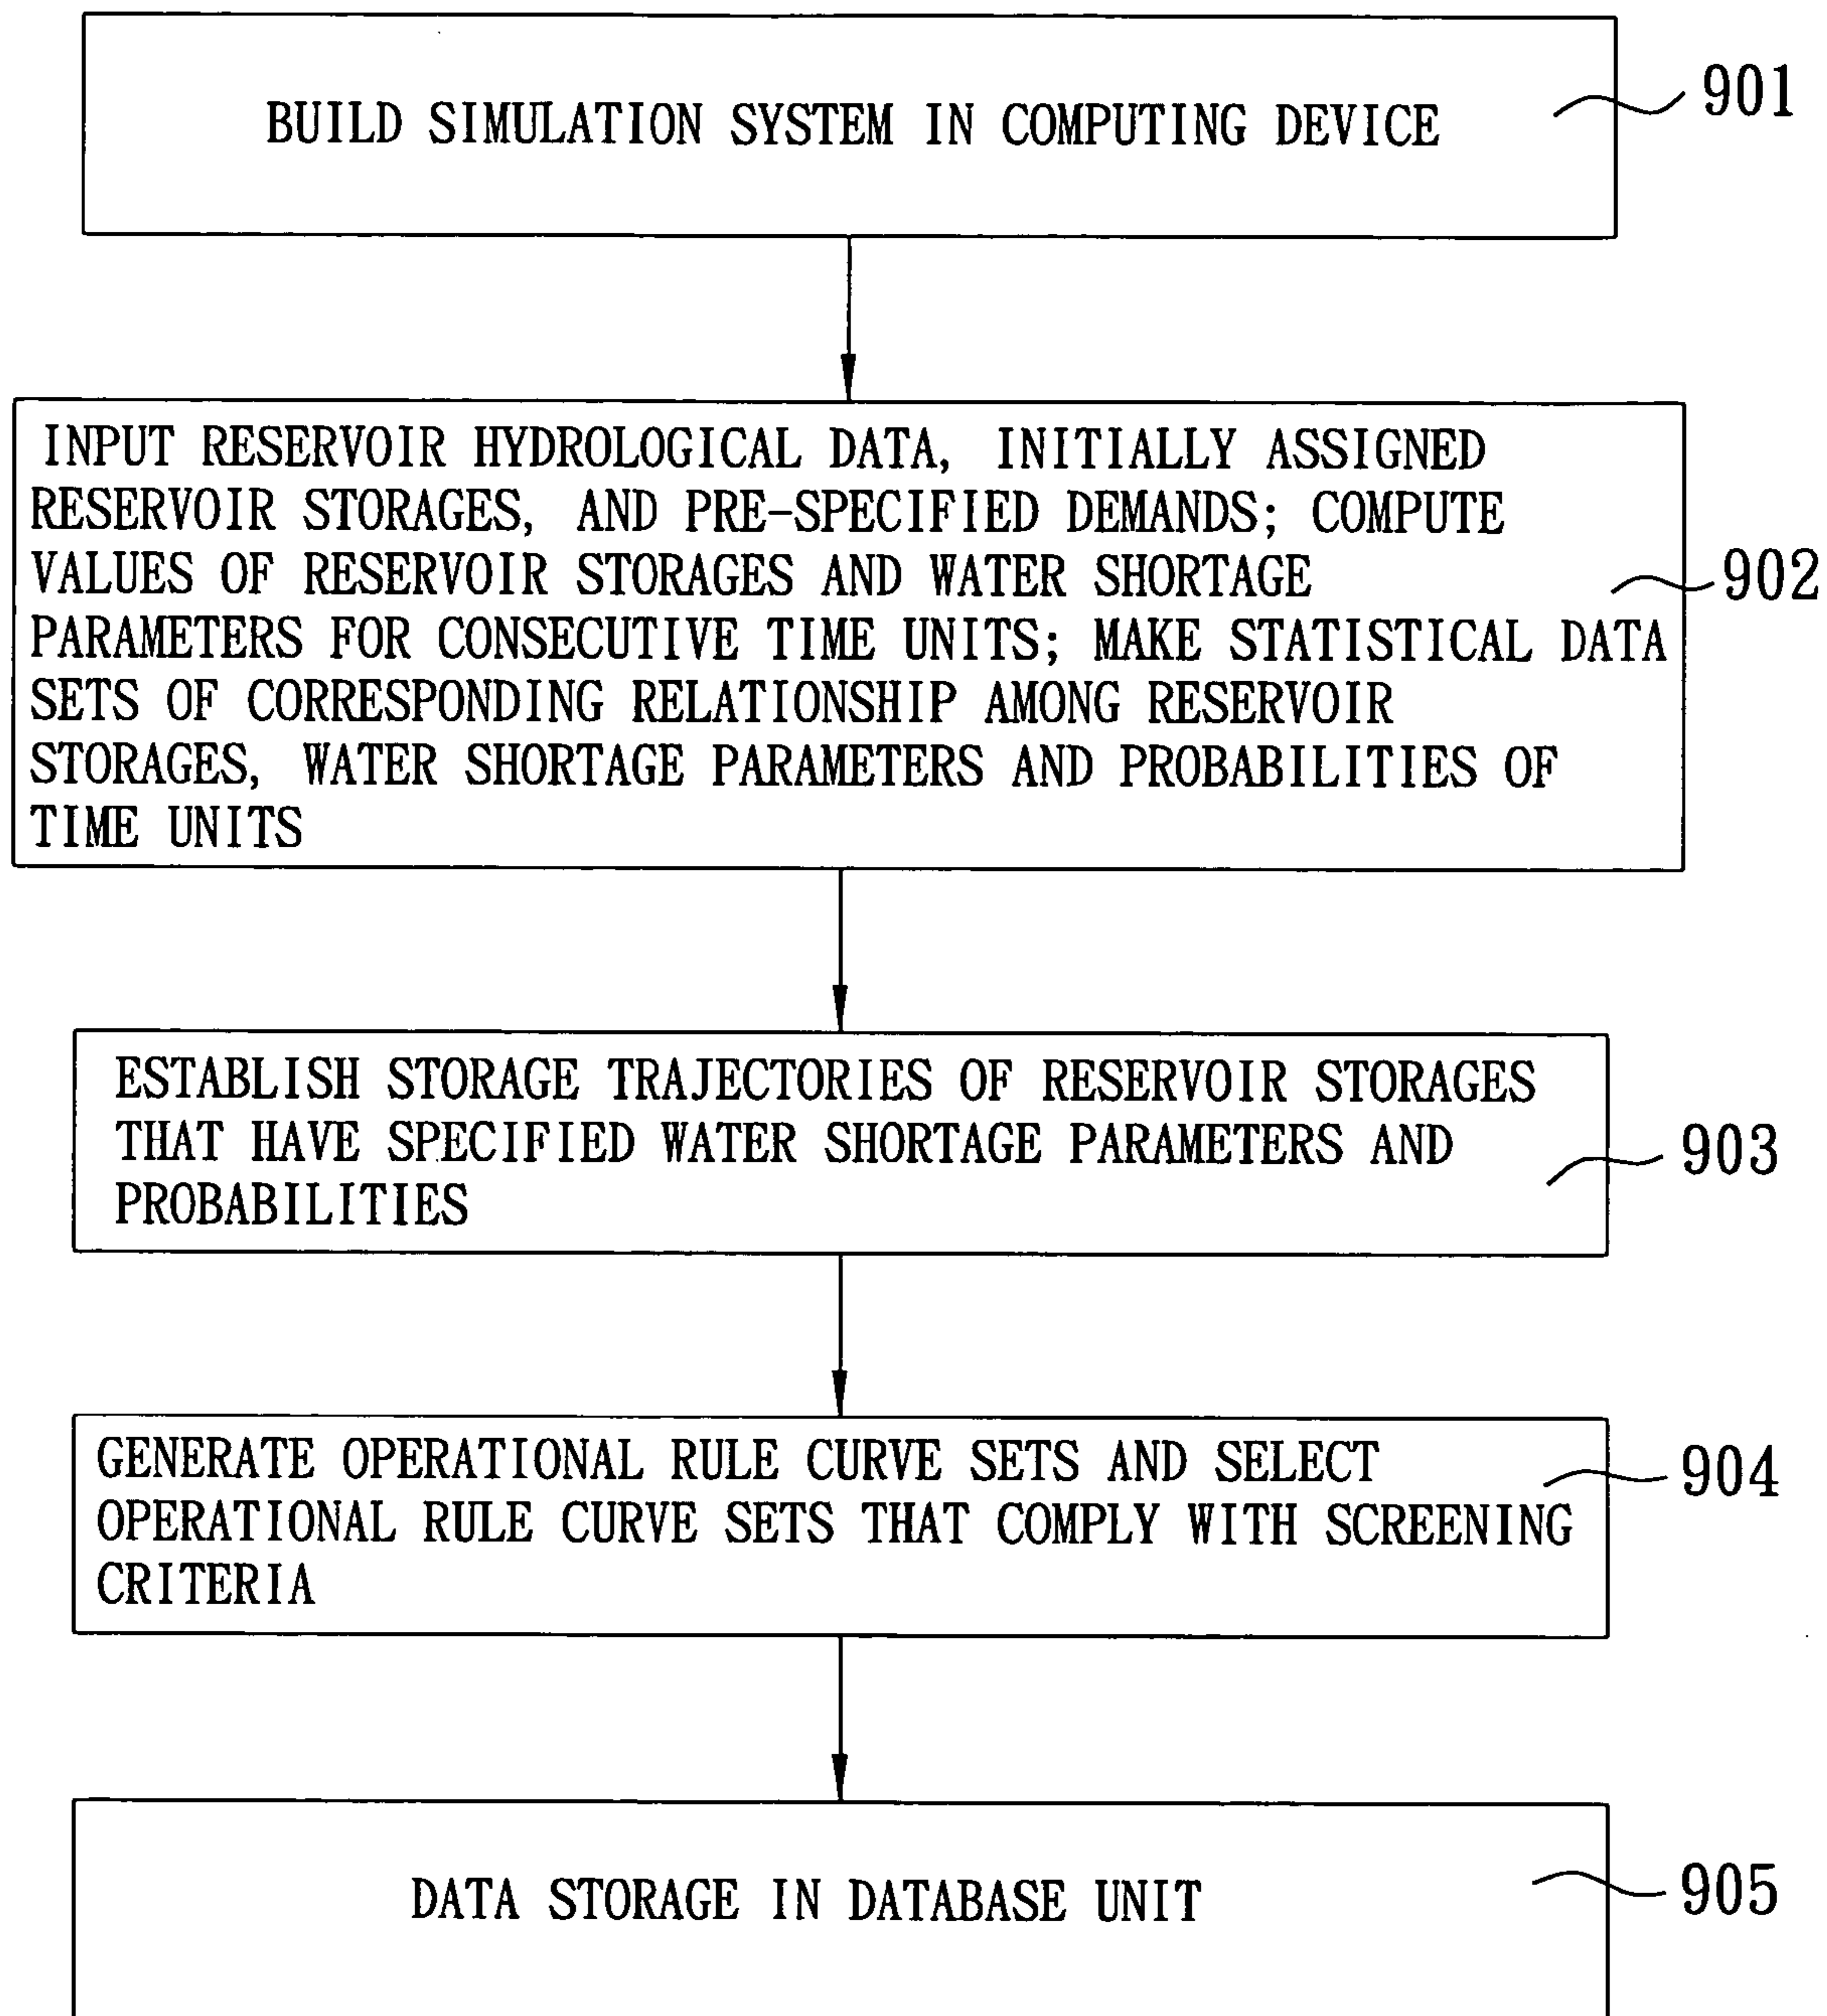 BUILD SIMULATION SYSTEM IN COMPUTING DEVICE
901
INPUT RESERVOIR HYDROLOGICAL DATA, INITIALLY ASSIGNED
RESERVOIR STORAGES, AND PRE-SPECIFIED DEMANDS; COMPUTE
VALUES OF RESERVOIR STORAGES AND WATER SHORTAGE
PARAMETERS FOR CONSECUTIVE TIME UNITS; MAKE STATISTICAL DATA
SETS OF CORRESPONDING RELATIONSHIP AMONG RESERVOIR
STORAGES, WATER SHORTAGE PARAMETERS AND PROBABILITIES OF
TIME UNITS
902
ESTABLISH STORAGE TRAJECTORIES OF RESERVOIR STORAGES
THAT HAVE SPECIFIED WATER SHORTAGE PARAMETERS AND
PROBABILITIES
903
GENERATE OPERATIONAL RULE CURVE SETS AND SELECT
OPERATIONAL RULE CURVE SETS THAT COMPLY WITH SCREENING
CRITERIA
904
DATA STORAGE IN DATABASE UNIT
905